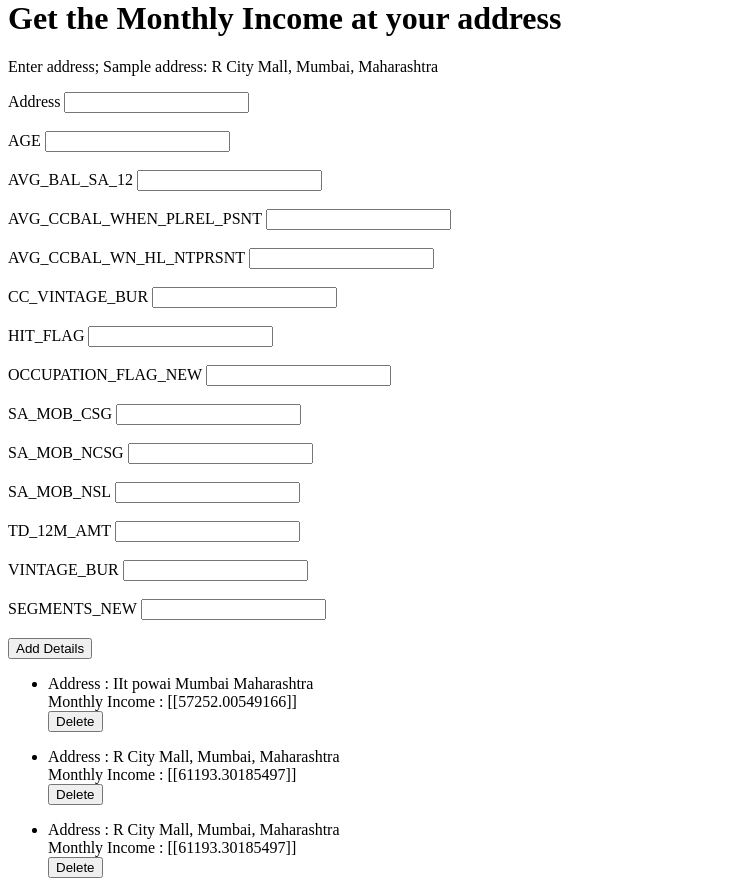 Get the Monthly Income at your address
Enter address; Sample address: R City Mall, Mumbai, Maharashtra
Address
AGE
AVG_BAL_SA_12
AVG_CCBAL_WHEN_PLREL_PSNT
AVG_CCBAL_WN_HL_NTPRSNT
CC_VINTAGE_BUR
HIT_FLAG
OCCUPATION_FLAG_NEW
SA_MOB_CSG
SA_MOB_NCSG
SA_MOB_NSL
TD_12M_AMT
VINTAGE_BUR
SEGMENTS_NEW
Add Details
Address : IIt powai Mumbai Maharashtra
Monthly Income : [[57252.00549166]]
Delete
Address : R City Mall, Mumbai, Maharashtra
Monthly Income : [[61193.30185497]]
Delete
Address : R City Mall, Mumbai, Maharashtra
Monthly Income : [[61193.30185497]]
Delete